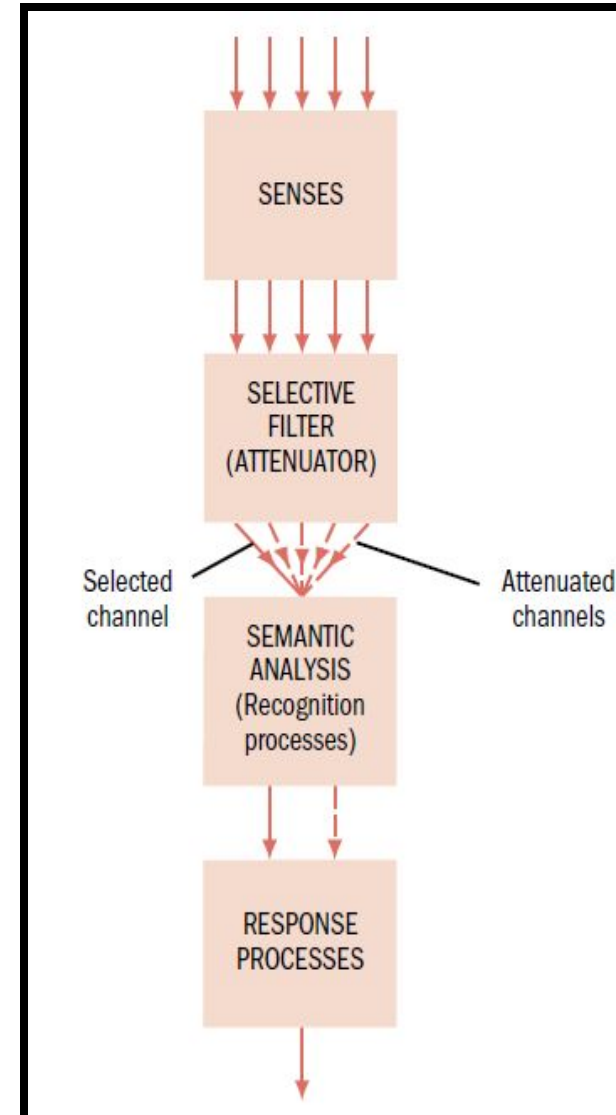 SENSES
SELECTIVE
FILTER
(ATTENUATOR)
Selected
channel
Attenuated
channels
SEMANTIC
ANALYSIS
(Recognition
processes)
RESPONSE
PROCESSES